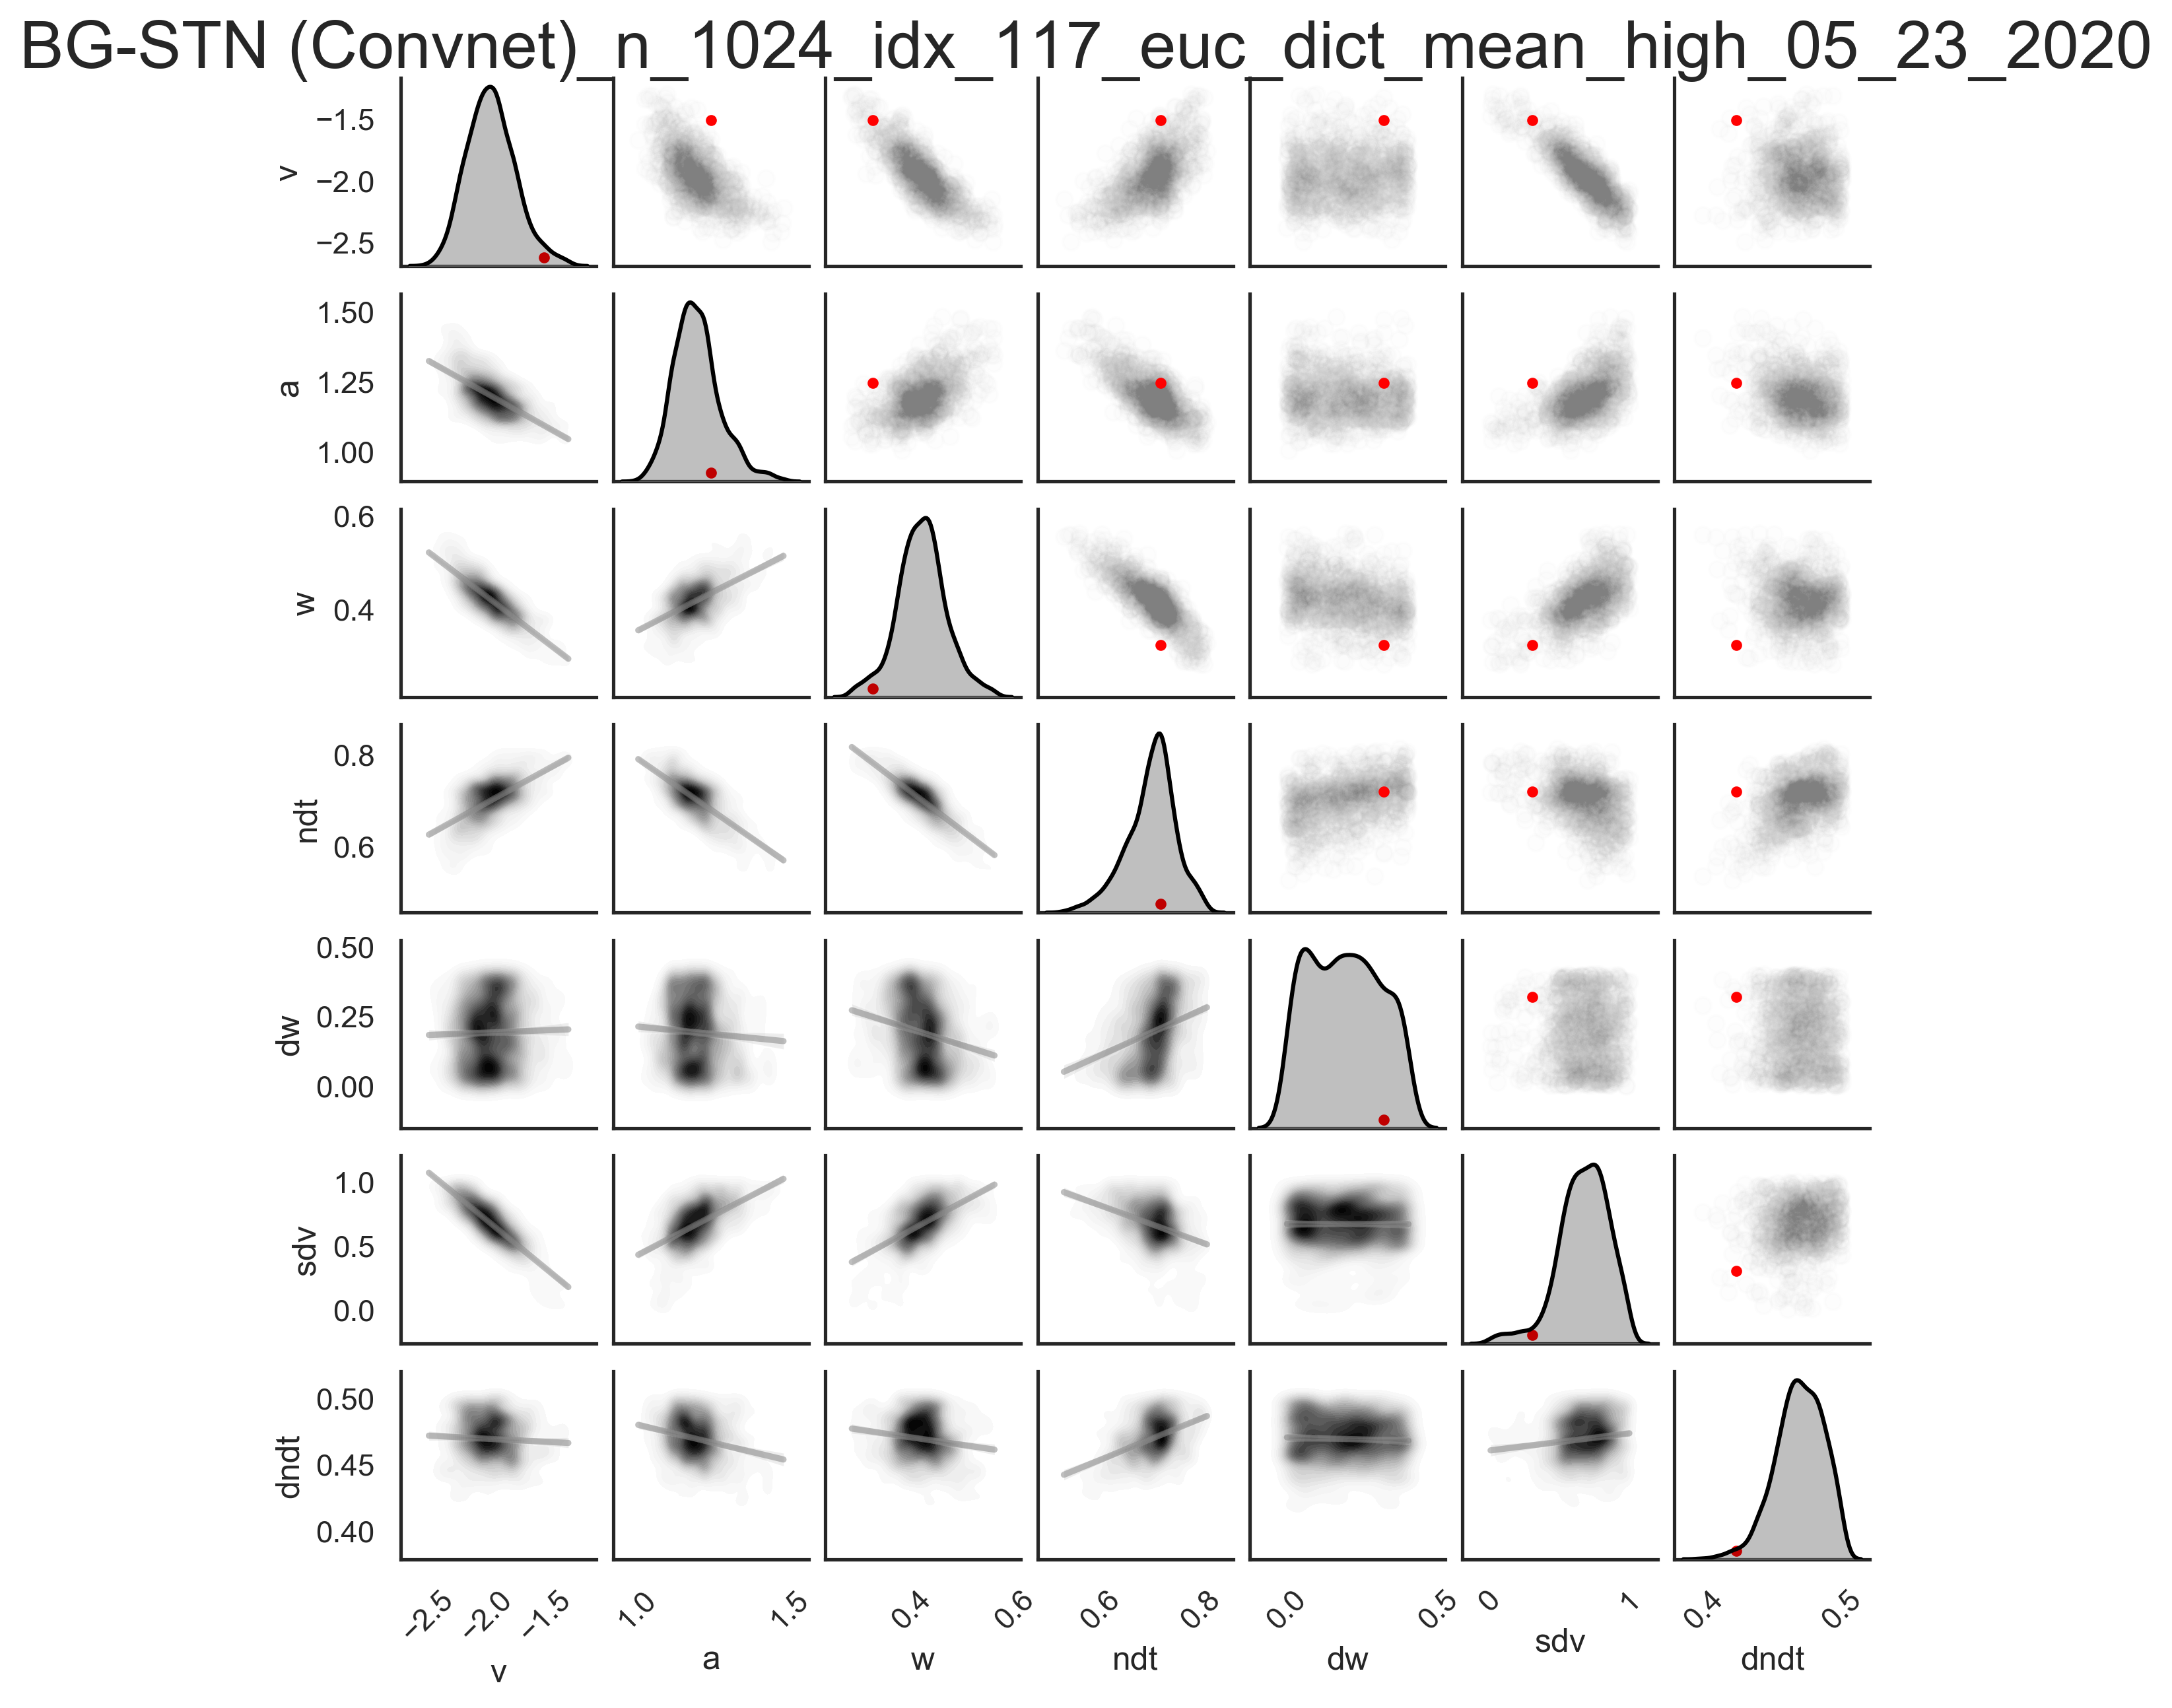 BG-STN (Convnet)_n_1024_idx_117_euc_dict_mean_high_05_23_2020
v
−1.5
−2.0
−2.5
a
1.50
1.25
1.00
w
0.6
0.4
ndt
0.8
0.6
dw
0.50
0.25
0.00
sdv
1.0
0.5
0.0
dndt
0.50
0.45
0.40
−2.5 −2.0 −1.5 1.0 1.5 0.4 0.6 0.6 0.8 0.0 0.5 0 1 0.4 0.5
v a w ndt dw sdv dndt